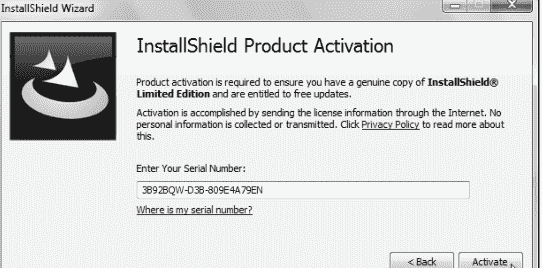 InstallShield Wizard
InstallShield Product Activation
Product activation is required to ensure you have a genuine copy of InstallShield®
Limited Edition and are entitled to free updates.
Activation is accomplished by sending the license information through the Internet. No
personal information is collected or transmitted. Click Privacy Policy to read more about
this.
Enter Your Serial Number:
3B92BQW-D3B-809E4A79EN
Where is my serial number?
< Back Activate